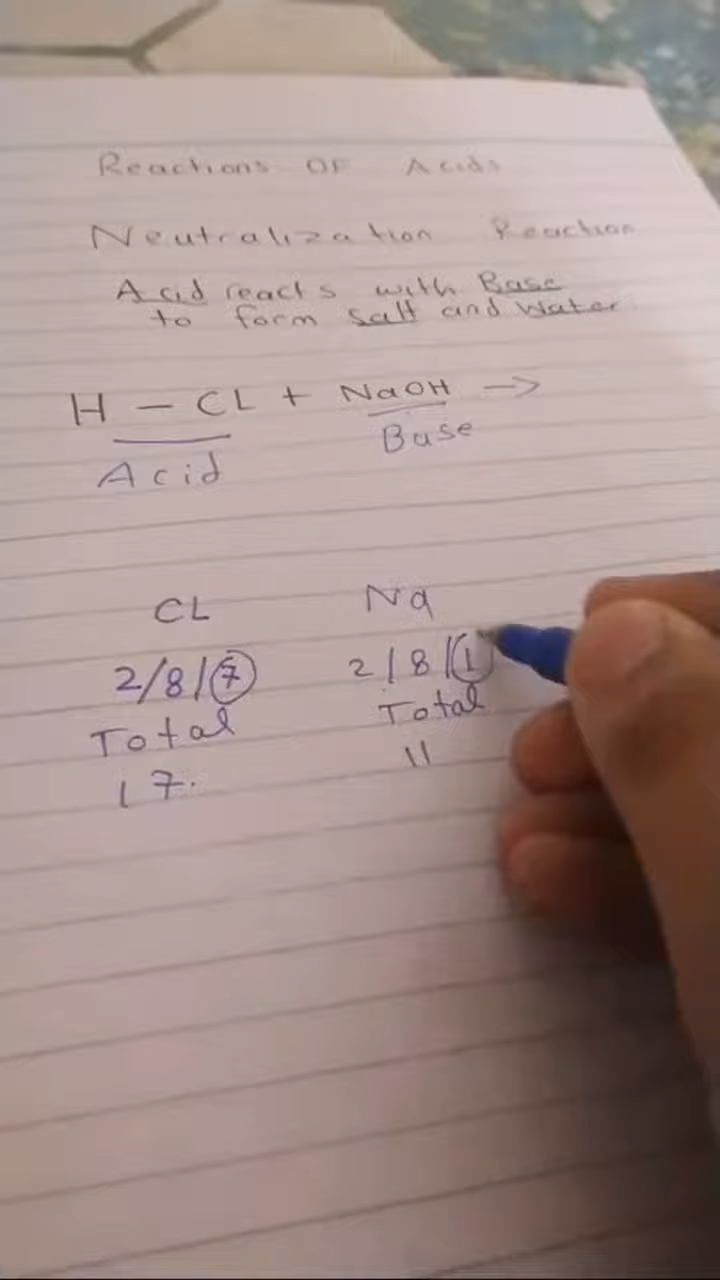 Reactions OF Acids
Neutralization Reaction
Acid reacts with Base
to form Salt and Water
H — CL + NaOH →
Acid Base
CL Na
2/8/7 2/8/1
Total Total
17. 11